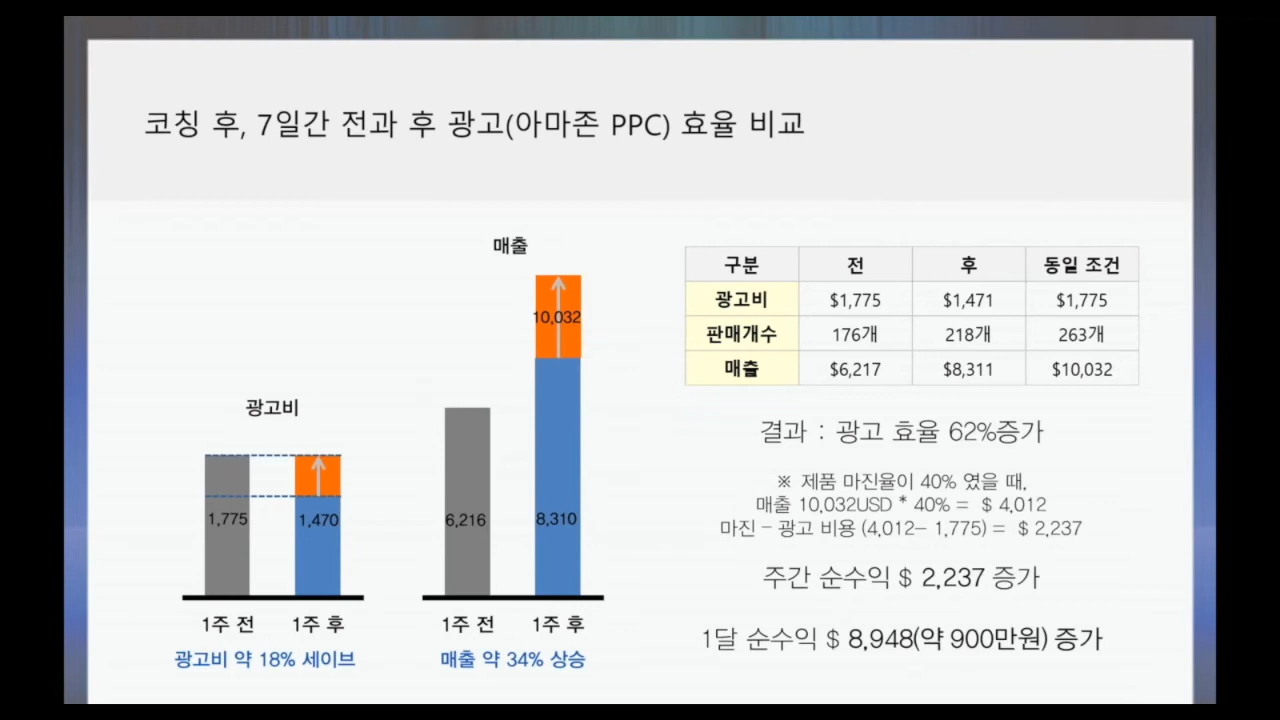 코칭 후, 7일간 전과 후 광고(아마존 PPC) 효율 비교
매출
10,032
광고비
1,775
1,470
6,216
8,310
1주 전
1주 후
1주 전
1주 후
광고비 약 18% 세이브
매출 약 34% 상승
구분 전 후 동일 조건
광고비 $1,775 $1,471 $1,775
판매개수 176개 218개 263개
매출 $6,217 $8,311 $10,032
결과 : 광고 효율 62%증가
※ 제품 마진율이 40% 였을 때,
매출 10,032USD * 40% = $ 4,012
마진 – 광고 비용 (4,012– 1,775) = $ 2,237
주간 순수익 $ 2,237 증가
1달 순수익 $ 8,948(약 900만원) 증가